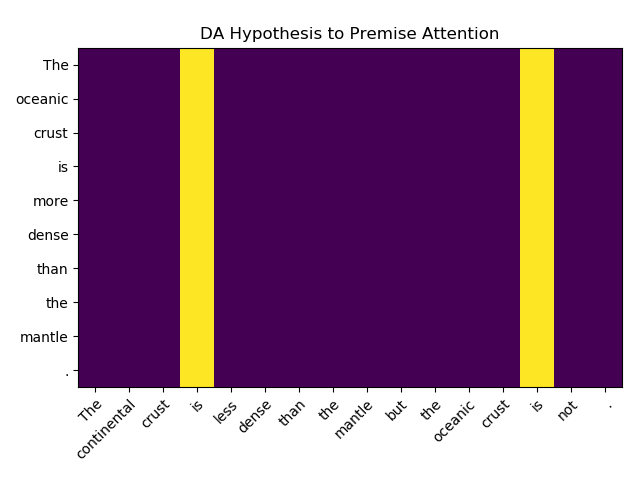 DA Hypothesis to Premise Attention
The
oceanic
crust
is
more
dense
than
the
mantle
.
The continental crust is less dense than the mantle but the oceanic crust is not .